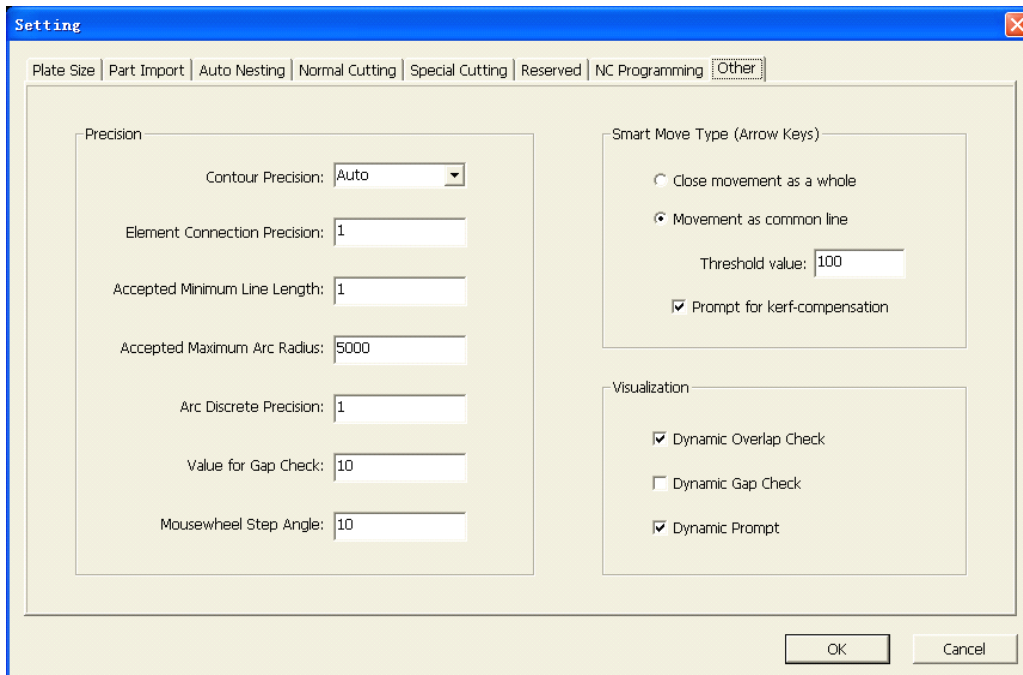 Setting
Plate Size Part Import Auto Nesting Normal Cutting Special Cutting Reserved NC Programming Other
Precision
Contour Precision: Auto
Element Connection Precision: 1
Accepted Minimum Line Length: 1
Accepted Maximum Arc Radius: 5000
Arc Discrete Precision: 1
Value for Gap Check: 10
Mousewheel Step Angle: 10
Smart Move Type (Arrow Keys)
Close movement as a whole
Movement as common line
Threshold value: 100
Prompt for kerf-compensation
Visualization
Dynamic Overlap Check
Dynamic Gap Check
Dynamic Prompt
OK Cancel